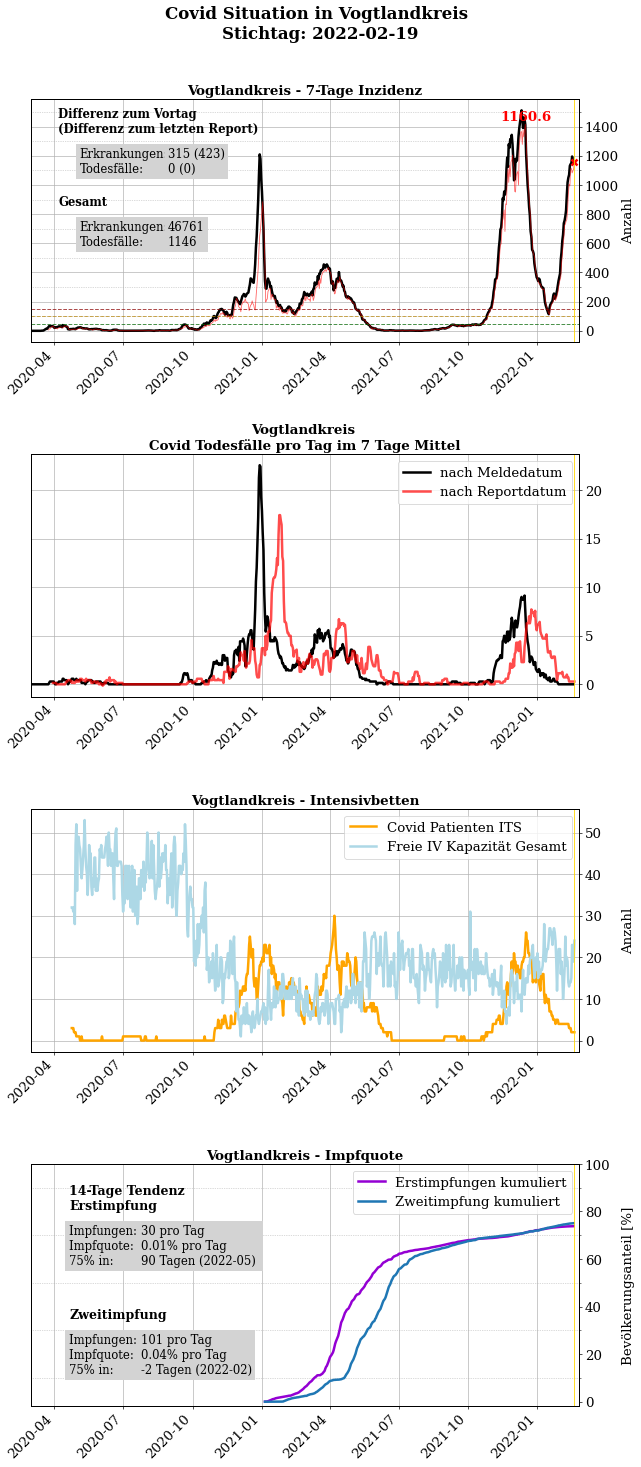 Covid Situation in Vogtlandkreis
Stichtag: 2022-02-19
Vogtlandkreis - 7-Tage Inzidenz
Differenz zum Vortag
(Differenz zum letzten Report)
Erkrankungen 315 (423)
Todesfälle: 0 (0)
Gesamt
Erkrankungen 46761
Todesfälle: 1146
1160.6
1400
1200
1000
800
600
400
200
0
Anzahl
2020-04
2020-07
2020-10
2021-01
2021-04
2021-07
2021-10
2022-01
Vogtlandkreis
Covid Todesfälle pro Tag im 7 Tage Mittel
nach Meldedatum
nach Reportdatum
20
15
10
5
0
2020-04
2020-07
2020-10
2021-01
2021-04
2021-07
2021-10
2022-01
Vogtlandkreis - Intensivbetten
Covid Patienten ITS
Freie IV Kapazität Gesamt
50
40
30
20
10
0
Anzahl
2020-04
2020-07
2020-10
2021-01
2021-04
2021-07
2021-10
2022-01
Vogtlandkreis - Impfquote
14-Tage Tendenz
Erstimpfung
Impfungen: 30 pro Tag
Impfquote: 0.01% pro Tag
75% in: 90 Tagen (2022-05)
Zweitimpfung
Impfungen: 101 pro Tag
Impfquote: 0.04% pro Tag
75% in: -2 Tagen (2022-02)
Erstimpfungen kumuliert
Zweitimpfung kumuliert
100
80
60
40
20
0
Bevölkerungsanteil [%]
2020-04
2020-07
2020-10
2021-01
2021-04
2021-07
2021-10
2022-01